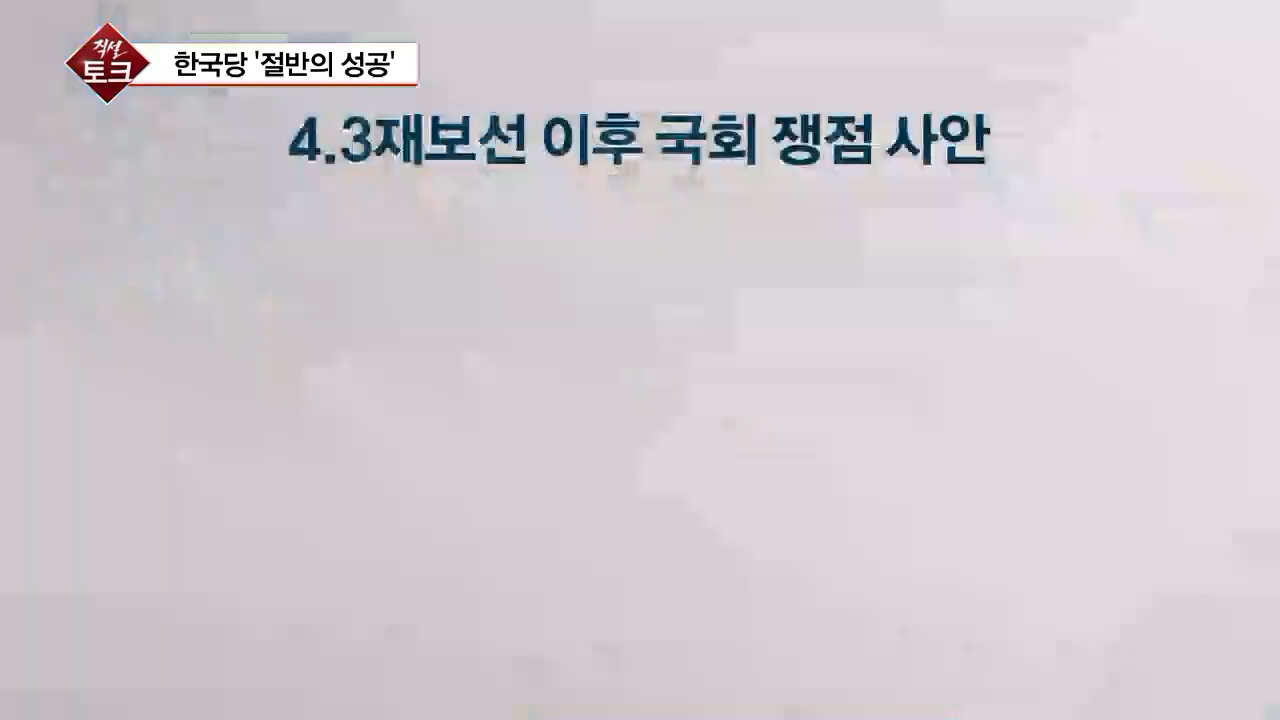 직설
토크
한국당 '절반의 성공'
4.3재보선 이후 국회 쟁점 사안